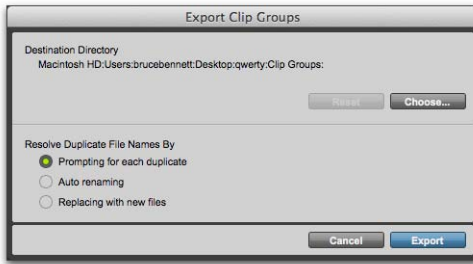 Export Clip Groups
Destination Directory
Macintosh HD:Users:brucebennett:Desktop:qwerty:Clip Groups:
Reset Choose...
Resolve Duplicate File Names By
Prompting for each duplicate
Auto renaming
Replacing with new files
Cancel Export